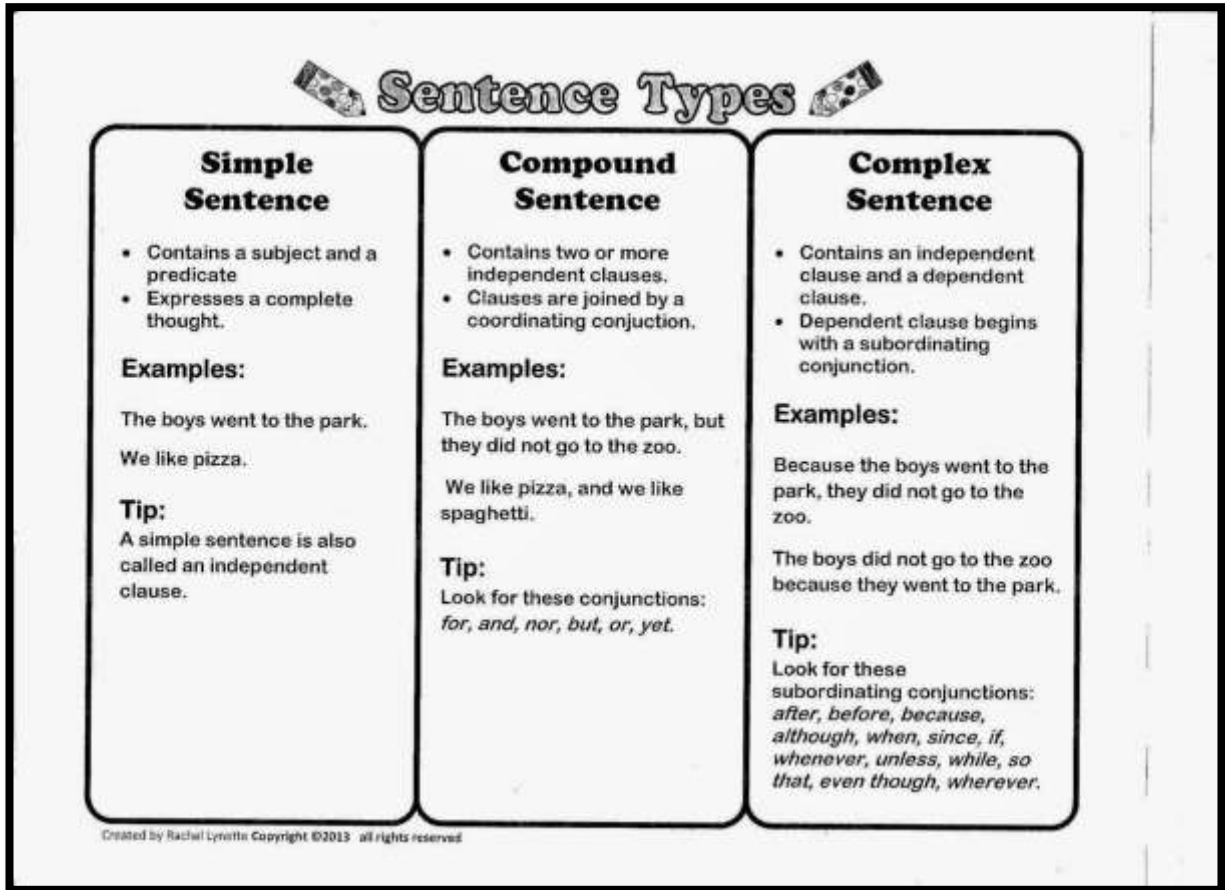 Sentence Types
Simple
Sentence
• Contains a subject and a
predicate
• Expresses a complete
thought.
Examples:
The boys went to the park.
We like pizza.
Tip:
A simple sentence is also
called an independent
clause.
Compound
Sentence
• Contains two or more
independent clauses.
• Clauses are joined by a
coordinating conjuction.
Examples:
The boys went to the park, but
they did not go to the zoo.
We like pizza, and we like
spaghetti.
Tip:
Look for these conjunctions:
for, and, nor, but, or, yet.
Complex
Sentence
• Contains an independent
clause and a dependent
clause.
• Dependent clause begins
with a subordinating
conjunction.
Examples:
Because the boys went to the
park, they did not go to the
zoo.
The boys did not go to the zoo
because they went to the park.
Tip:
Look for these
subordinating conjunctions:
after, before, because,
although, when, since, if,
whenever, unless, while, so
that, even though, wherever.
Created by Rachel Lynette Copyright ©2013 all rights reserved